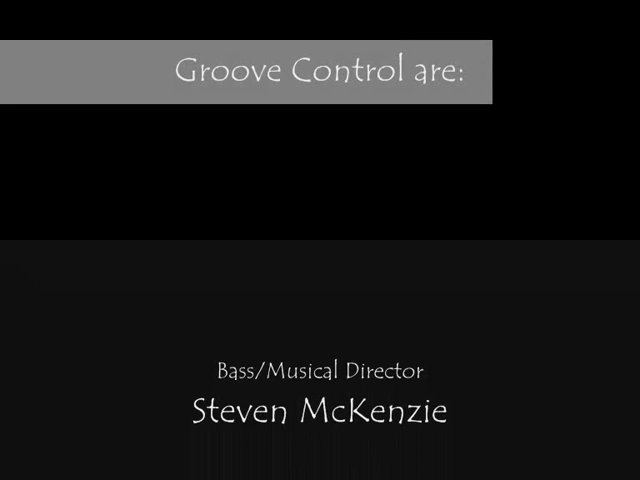 Groove Control are:
Bass/Musical Director
Steven McKenzie